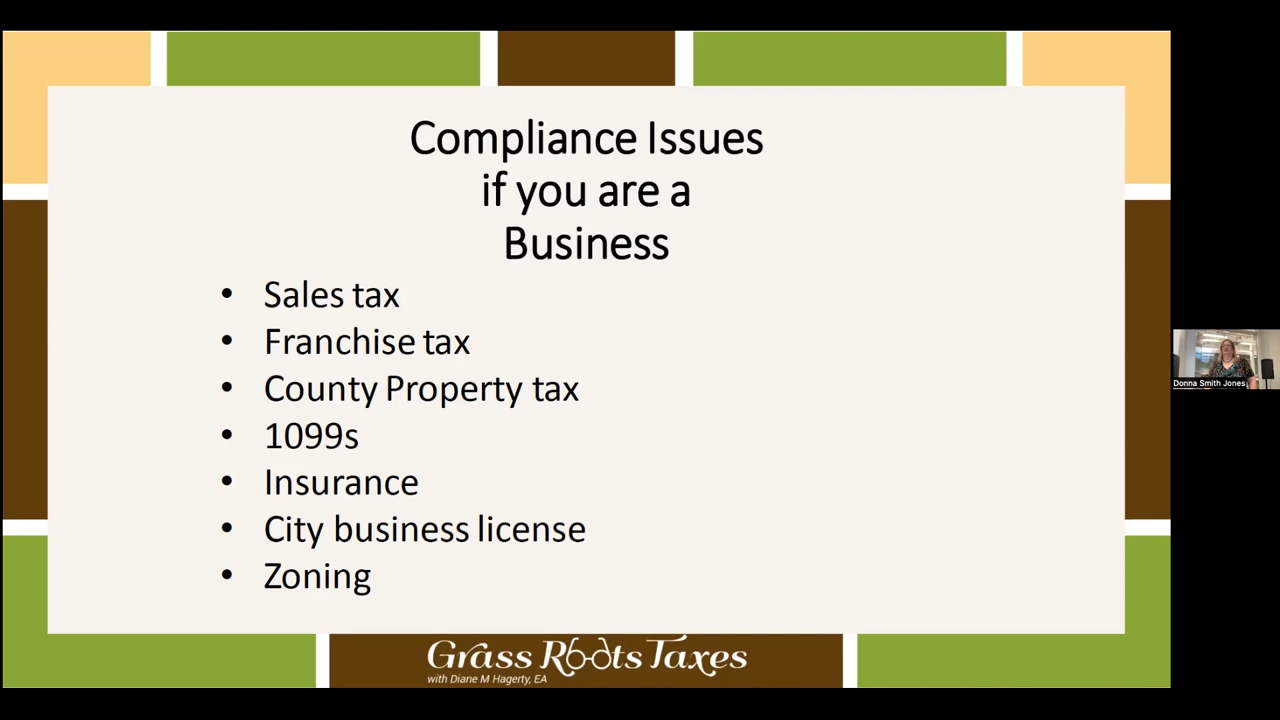 Compliance Issues
if you are a
Business
• Sales tax
• Franchise tax
• County Property tax
• 1099s
• Insurance
• City business license
• Zoning
Grass Roots Taxes
with Diane M Hagerty, EA
Donna Smith Jones